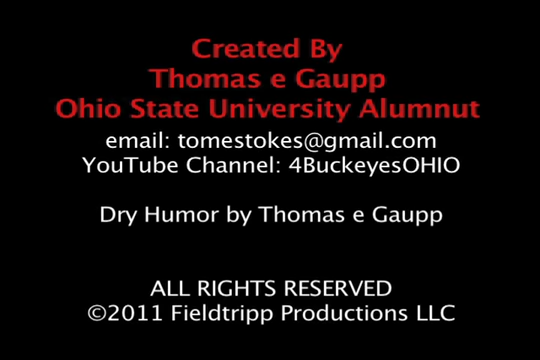 Created By
Thomas e Gaupp
Ohio State University Alumnut
email: tomestokes@gmail.com
YouTube Channel: 4BuckeyesOHIO
Dry Humor by Thomas e Gaupp
ALL RIGHTS RESERVED
©2011 Fieldtripp Productions LLC